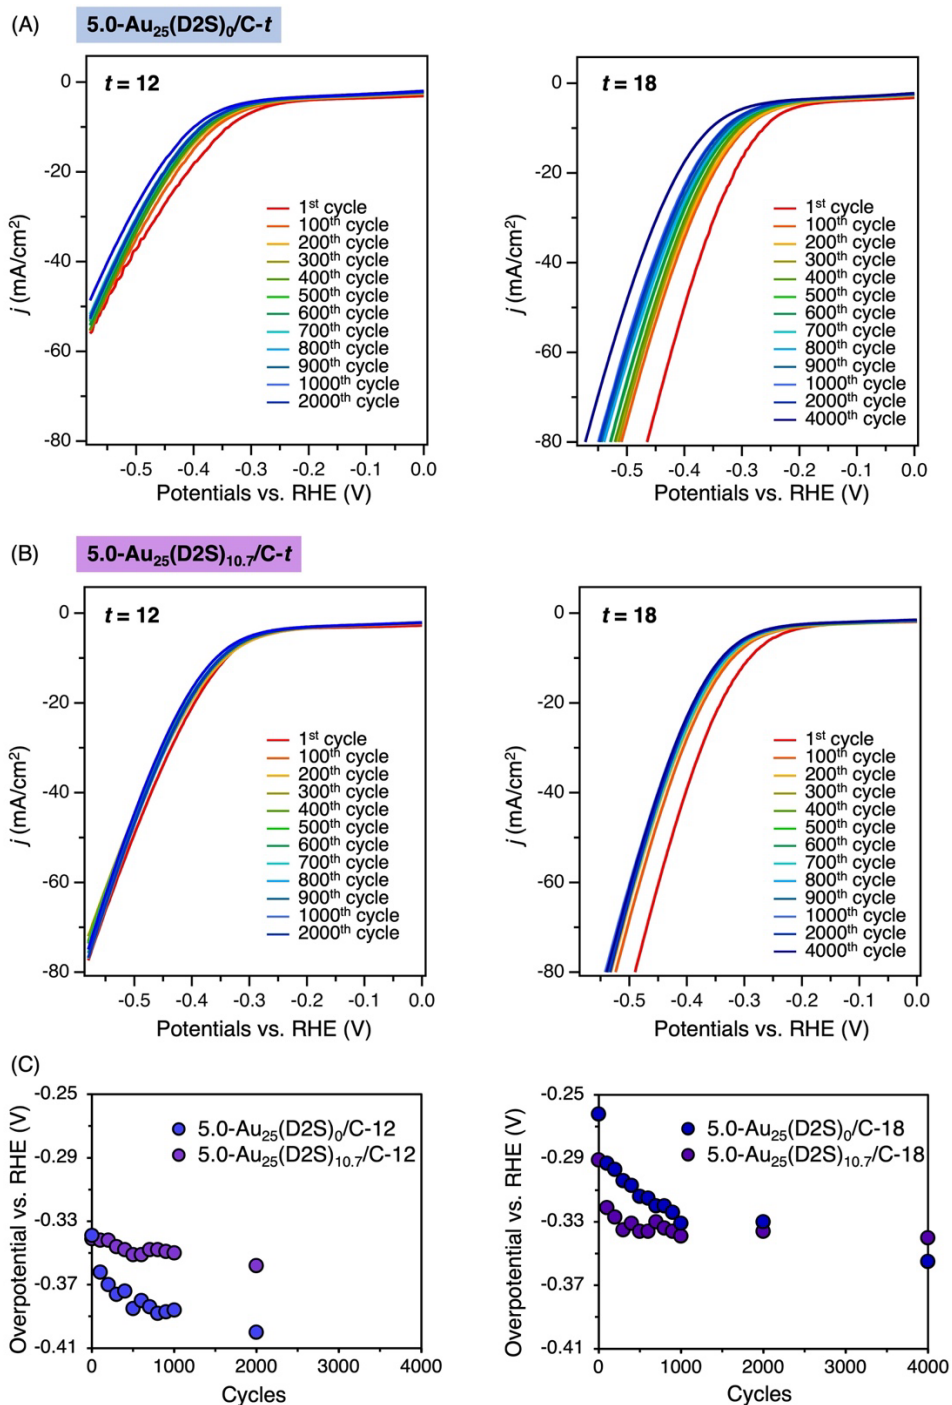 (A)
5.0-Au₂₅(D2S)₀/C-t
t = 12
0
-20
-40
-60
-80
j (mA/cm²)
1ˢᵗ cycle
100ᵗʰ cycle
200ᵗʰ cycle
300ᵗʰ cycle
400ᵗʰ cycle
500ᵗʰ cycle
600ᵗʰ cycle
700ᵗʰ cycle
800ᵗʰ cycle
900ᵗʰ cycle
1000ᵗʰ cycle
2000ᵗʰ cycle
-0.5 -0.4 -0.3 -0.2 -0.1 0.0
Potentials vs. RHE (V)
t = 18
0
-20
-40
-60
-80
j (mA/cm²)
1ˢᵗ cycle
100ᵗʰ cycle
200ᵗʰ cycle
300ᵗʰ cycle
400ᵗʰ cycle
500ᵗʰ cycle
600ᵗʰ cycle
700ᵗʰ cycle
800ᵗʰ cycle
900ᵗʰ cycle
1000ᵗʰ cycle
2000ᵗʰ cycle
4000ᵗʰ cycle
-0.5 -0.4 -0.3 -0.2 -0.1 0.0
Potentials vs. RHE (V)
(B)
5.0-Au₂₅(D2S)₁₀.₇/C-t
t = 12
0
-20
-40
-60
-80
j (mA/cm²)
1ˢᵗ cycle
100ᵗʰ cycle
200ᵗʰ cycle
300ᵗʰ cycle
400ᵗʰ cycle
500ᵗʰ cycle
600ᵗʰ cycle
700ᵗʰ cycle
800ᵗʰ cycle
900ᵗʰ cycle
1000ᵗʰ cycle
2000ᵗʰ cycle
-0.5 -0.4 -0.3 -0.2 -0.1 0.0
Potentials vs. RHE (V)
t = 18
0
-20
-40
-60
-80
j (mA/cm²)
1ˢᵗ cycle
100ᵗʰ cycle
200ᵗʰ cycle
300ᵗʰ cycle
400ᵗʰ cycle
500ᵗʰ cycle
600ᵗʰ cycle
700ᵗʰ cycle
800ᵗʰ cycle
900ᵗʰ cycle
1000ᵗʰ cycle
2000ᵗʰ cycle
4000ᵗʰ cycle
-0.5 -0.4 -0.3 -0.2 -0.1 0.0
Potentials vs. RHE (V)
(C)
-0.25
-0.29
-0.33
-0.37
-0.41
Overpotential vs. RHE (V)
5.0-Au₂₅(D2S)₀/C-12
5.0-Au₂₅(D2S)₁₀.₇/C-12
0 1000 2000 3000 4000
Cycles
-0.25
-0.29
-0.33
-0.37
-0.41
Overpotential vs. RHE (V)
5.0-Au₂₅(D2S)₀/C-18
5.0-Au₂₅(D2S)₁₀.₇/C-18
0 1000 2000 3000 4000
Cycles